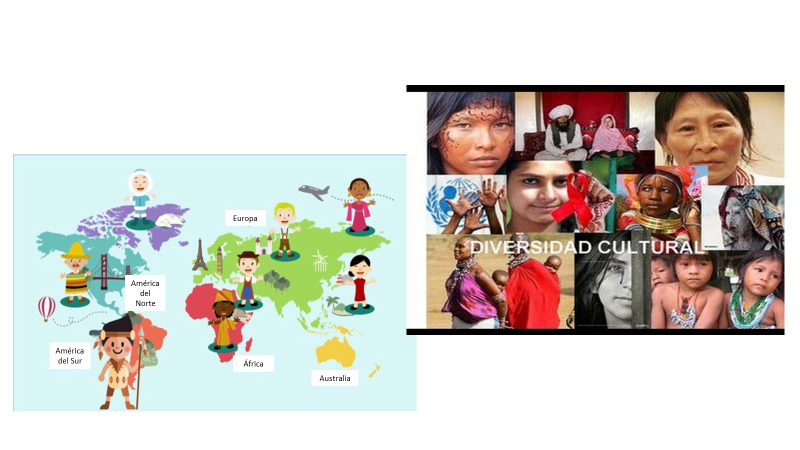 Europa
América
del
Norte
América
del Sur
África
Australia
DIVERSIDAD CULTURAL